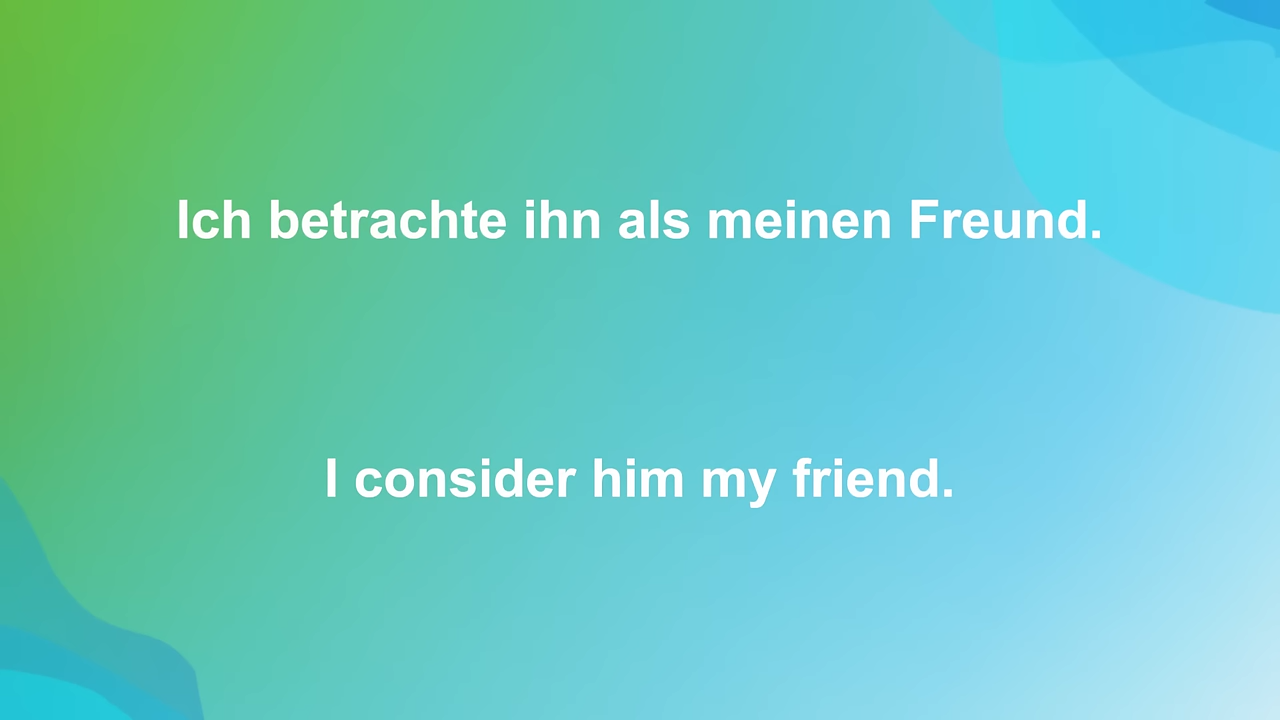 Ich betrachte ihn als meinen Freund.
I consider him my friend.